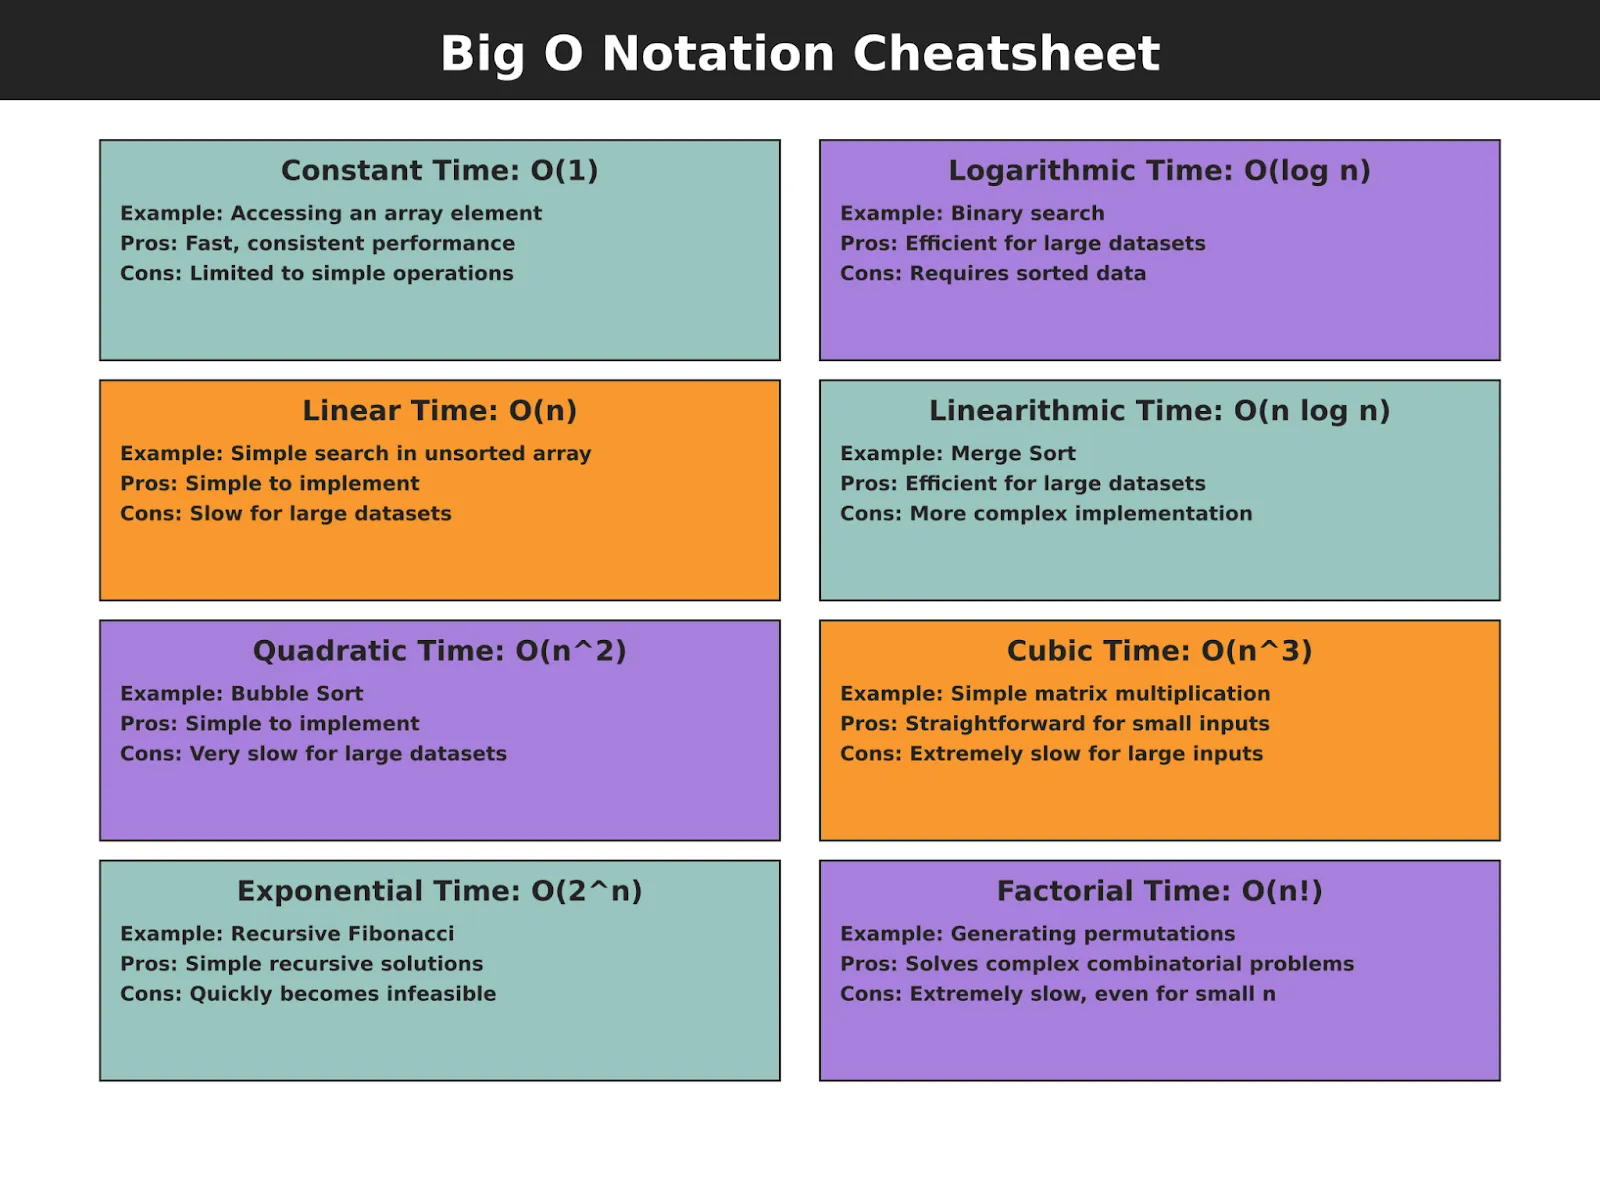 Big O Notation Cheatsheet
Constant Time: O(1)
Example: Accessing an array element
Pros: Fast, consistent performance
Cons: Limited to simple operations
Logarithmic Time: O(log n)
Example: Binary search
Pros: Efficient for large datasets
Cons: Requires sorted data
Linear Time: O(n)
Example: Simple search in unsorted array
Pros: Simple to implement
Cons: Slow for large datasets
Linearithmic Time: O(n log n)
Example: Merge Sort
Pros: Efficient for large datasets
Cons: More complex implementation
Quadratic Time: O(n^2)
Example: Bubble Sort
Pros: Simple to implement
Cons: Very slow for large datasets
Cubic Time: O(n^3)
Example: Simple matrix multiplication
Pros: Straightforward for small inputs
Cons: Extremely slow for large inputs
Exponential Time: O(2^n)
Example: Recursive Fibonacci
Pros: Simple recursive solutions
Cons: Quickly becomes infeasible
Factorial Time: O(n!)
Example: Generating permutations
Pros: Solves complex combinatorial problems
Cons: Extremely slow, even for small n